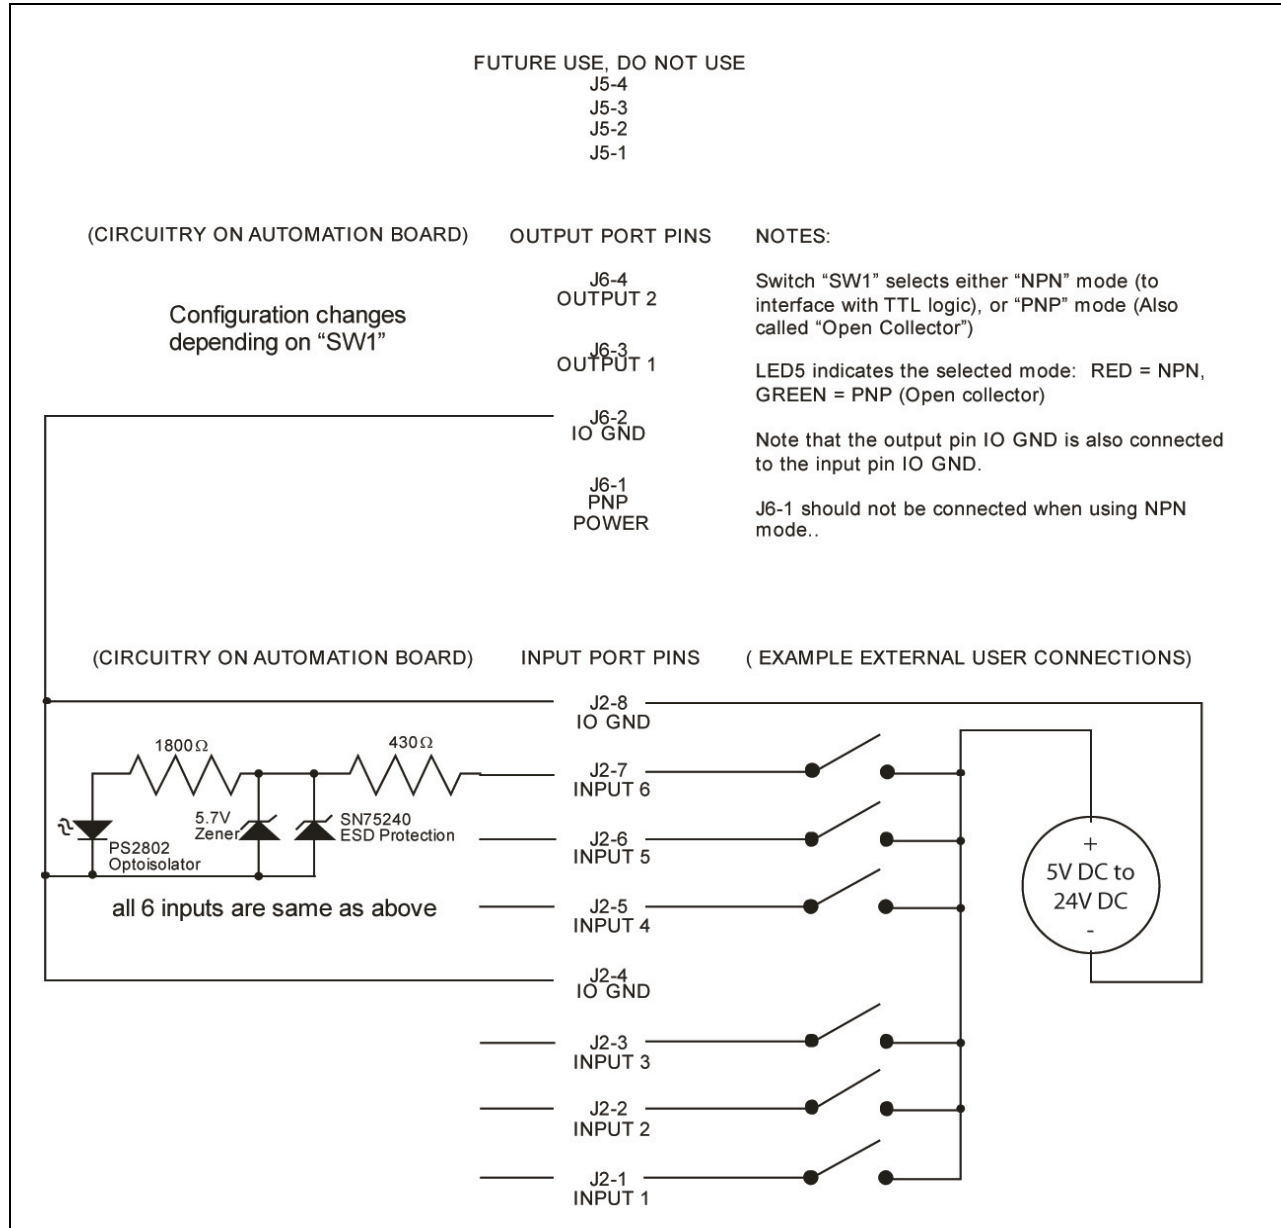 FUTURE USE, DO NOT USE
J5-4
J5-3
J5-2
J5-1
(CIRCUITRY ON AUTOMATION BOARD)
Configuration changes
depending on “SW1”
OUTPUT PORT PINS
J6-4
OUTPUT 2
J6-3
OUTPUT 1
J6-2
IO GND
J6-1
PNP
POWER
NOTES:
Switch “SW1” selects either “NPN” mode (to
interface with TTL logic), or “PNP” mode (Also
called “Open Collector”)
LED5 indicates the selected mode: RED = NPN,
GREEN = PNP (Open collector)
Note that the output pin IO GND is also connected
to the input pin IO GND.
J6-1 should not be connected when using NPN
mode..
(CIRCUITRY ON AUTOMATION BOARD)
1800Ω
430Ω
5.7V
Zener
SN75240
ESD Protection
PS2802
Optoisolator
all 6 inputs are same as above
INPUT PORT PINS
J2-8
IO GND
J2-7
INPUT 6
J2-6
INPUT 5
J2-5
INPUT 4
J2-4
IO GND
J2-3
INPUT 3
J2-2
INPUT 2
J2-1
INPUT 1
( EXAMPLE EXTERNAL USER CONNECTIONS)
+
5V DC to
24V DC
-